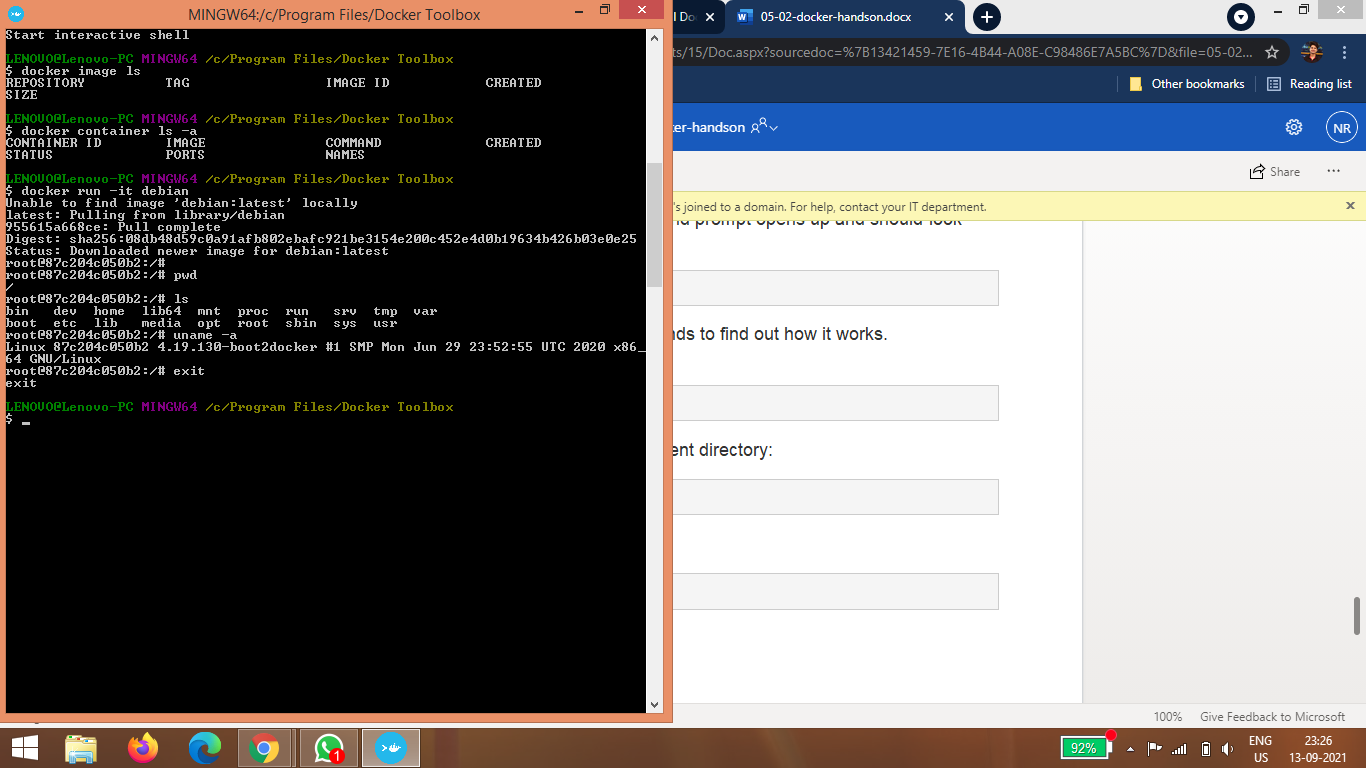 MINGW64:/c/Program Files/Docker Toolbox
Start interactive shell
LENOVO@Lenovo-PC MINGW64 /c/Program Files/Docker Toolbox
$ docker image ls
REPOSITORY TAG IMAGE ID CREATED
SIZE
LENOVO@Lenovo-PC MINGW64 /c/Program Files/Docker Toolbox
$ docker container ls -a
CONTAINER ID IMAGE COMMAND CREATED
STATUS PORTS NAMES
LENOVO@Lenovo-PC MINGW64 /c/Program Files/Docker Toolbox
$ docker run -it debian
Unable to find image 'debian:latest' locally
latest: Pulling from library/debian
955615a668ce: Pull complete
Digest: sha256:08db48d59c0a91afb802ebafc921be3154e200c452e4d0b19634b426b03e0e25
Status: Downloaded newer image for debian:latest
root@87c204c050b2:/#
root@87c204c050b2:/# pwd
/
root@87c204c050b2:/# ls
bin dev home lib64 mnt proc run srv tmp var
boot etc lib media opt root sbin sys usr
root@87c204c050b2:/# uname -a
Linux 87c204c050b2 4.19.130-boot2docker #1 SMP Mon Jun 29 23:52:55 UTC 2020 x86_
64 GNU/Linux
root@87c204c050b2:/# exit
exit
LENOVO@Lenovo-PC MINGW64 /c/Program Files/Docker Toolbox
$
05-02-docker-handson.docx
ts/15/Doc.aspx?sourcedoc=%7B13421459-7E16-4B44-A08E-C98486E7A5BC%7D&file=05-02...
Other bookmarks
Reading list
er-handson
NR
Share
's joined to a domain. For help, contact your IT department.
prompt opens up and should look
nds to find out how it works.
ent directory:
100% Give Feedback to Microsoft
1
92%
ENG
US
23:26
13-09-2021